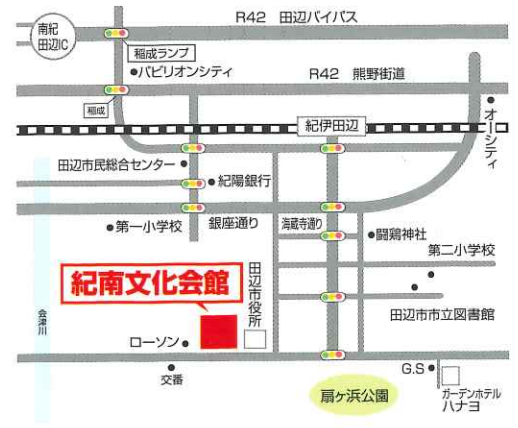 R42 田辺バイパス
南紀
田辺IC
稲成ランプ
パビリオンシティ
R42 熊野街道
稲成
オーシティ
紀伊田辺
田辺市民総合センター
紀陽銀行
第一小学校
銀座通り
海蔵寺通り
闘鶏神社
第二小学校
紀南文化会館
田辺市役所
田辺市市立図書館
会津川
ローソン
交番
扇ヶ浜公園
G.S
ガーデンホテル
ハナヨ